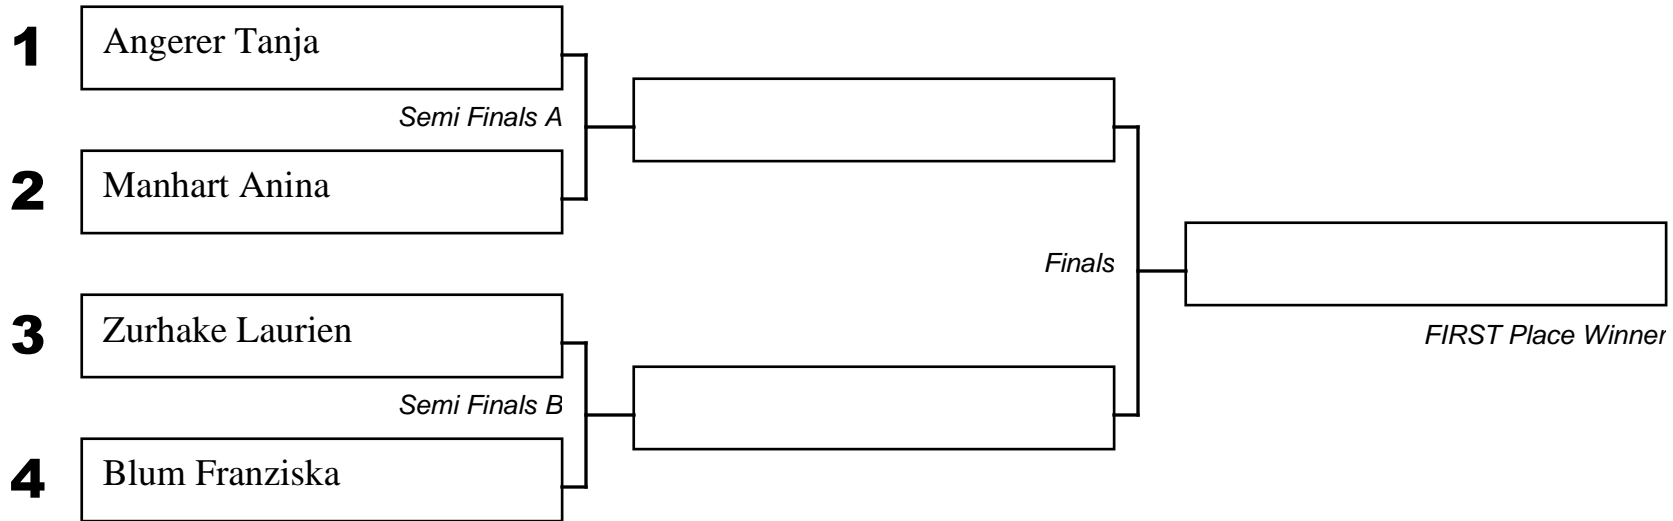 1 Angerer Tanja
Semi Finals A
2 Manhart Anina
Finals
3 Zurhake Laurien
FIRST Place Winner
Semi Finals B
4 Blum Franziska